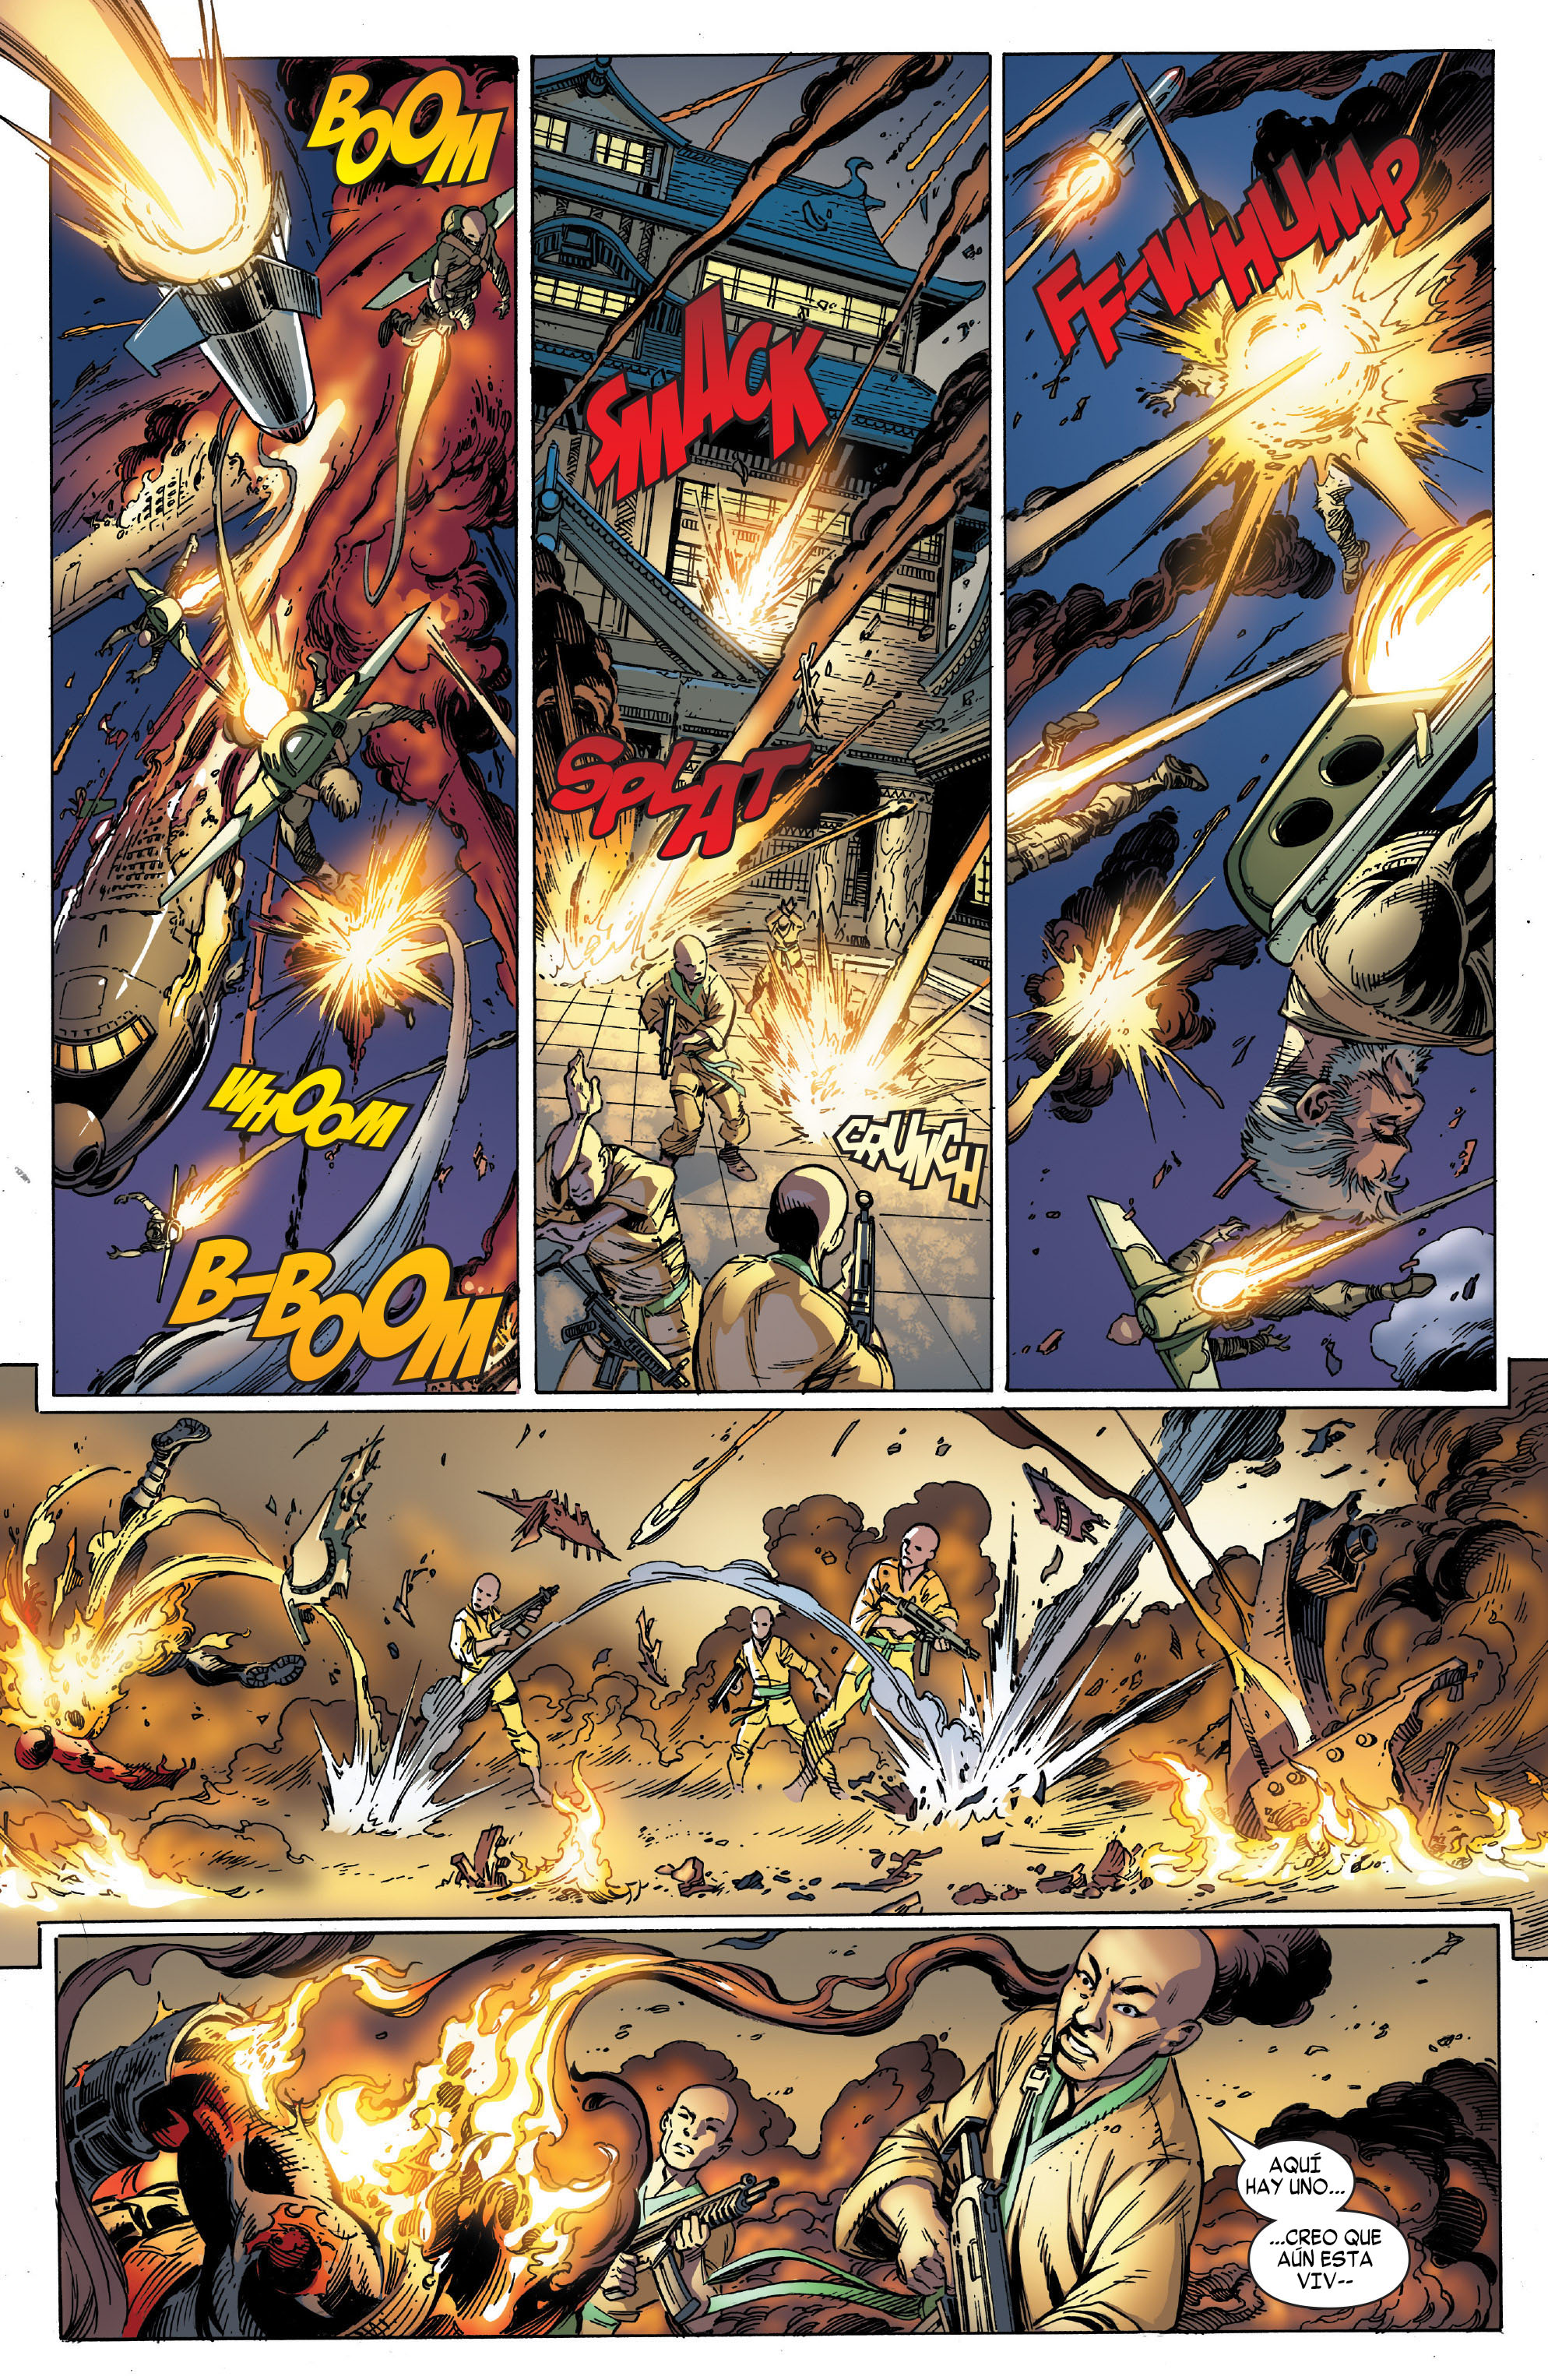 BOOM
WHOOM
B-BOOM
SMACK
SPLAT
CRUNCH
FF-WHUMP
AQUÍ
HAY UNO...
...CREO QUE
AÚN ESTA
VIV--